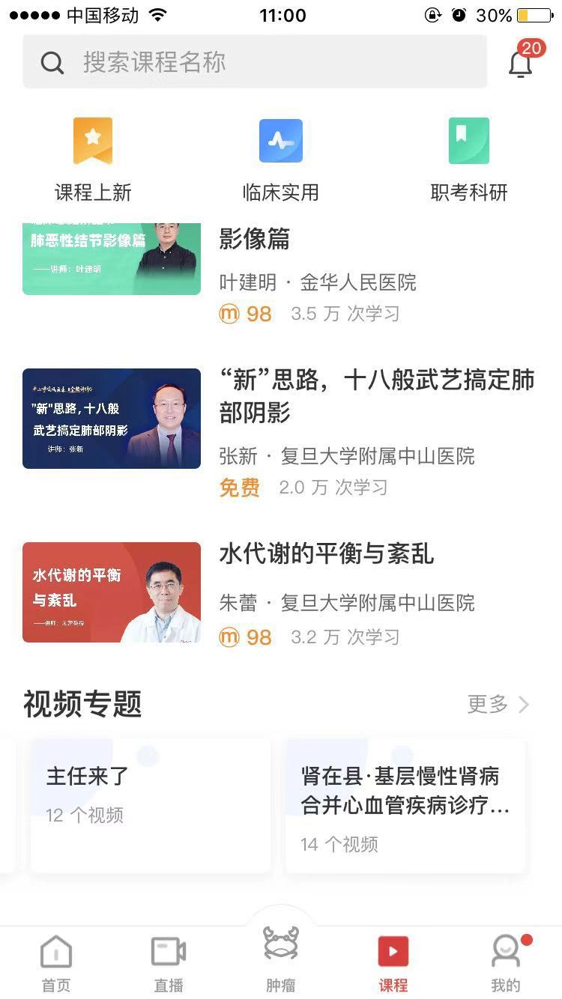 中国移动
11:00
30%
搜索课程名称
20
课程上新
临床实用
职考科研
肺恶性结节影像篇
——讲师：叶建明
影像篇
叶建明 · 金华人民医院
98
3.5 万 次学习
"新"思路，十八般
武艺搞定肺部阴影
讲师：张新
“新”思路，十八般武艺搞定肺
部阴影
张新 · 复旦大学附属中山医院
免费
2.0 万 次学习
水代谢的平衡
与紊乱
——讲师：朱蕾教授
水代谢的平衡与紊乱
朱蕾 · 复旦大学附属中山医院
98
3.2 万 次学习
视频专题
更多
主任来了
12 个视频
肾在县·基层慢性肾病
合并心血管疾病诊疗...
14 个视频
首页
直播
肿瘤
课程
我的